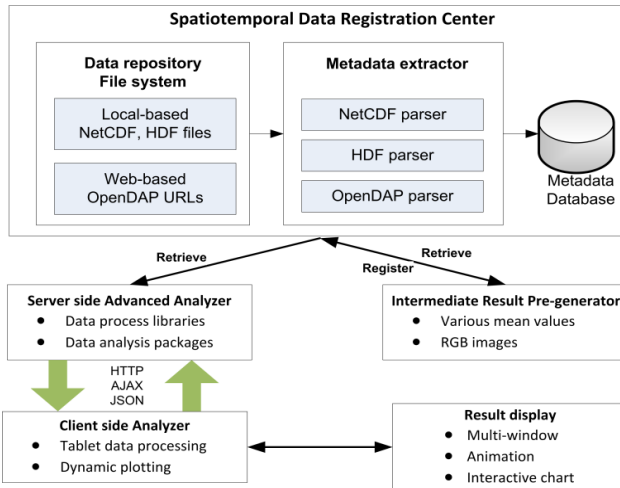 Spatiotemporal Data Registration Center
Data repository
File system
Local-based
NetCDF, HDF files
Web-based
OpenDAP URLs
Metadata extractor
NetCDF parser
HDF parser
OpenDAP parser
Metadata
Database
Retrieve
Retrieve
Register
Server side Advanced Analyzer
• Data process libraries
• Data analysis packages
Intermediate Result Pre-generator
• Various mean values
• RGB images
HTTP
AJAX
JSON
Client side Analyzer
• Tablet data processing
• Dynamic plotting
Result display
• Multi-window
• Animation
• Interactive chart